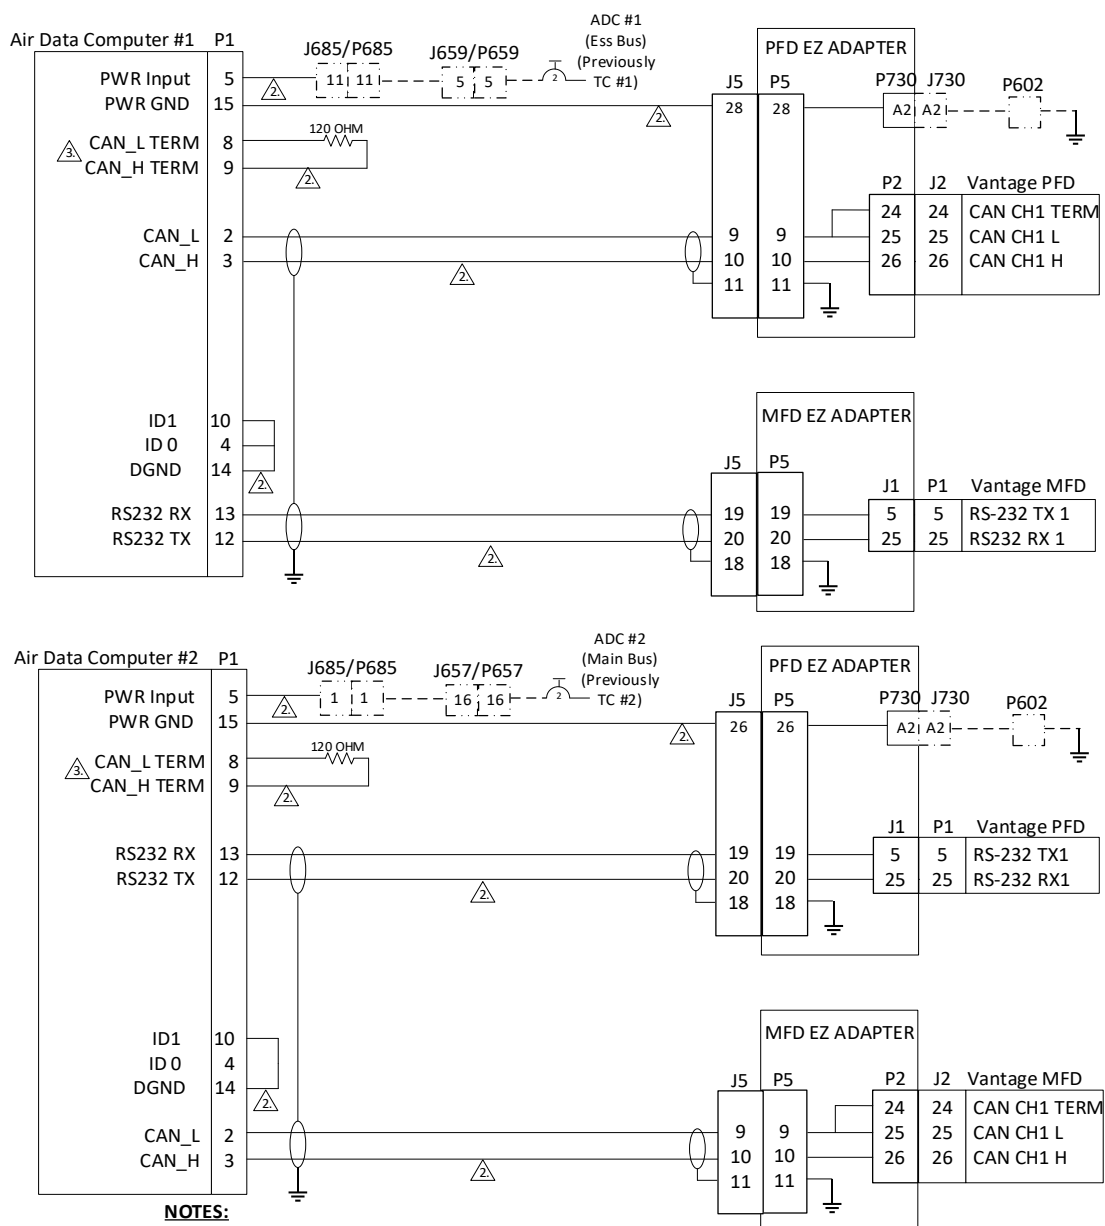 Air Data Computer #1 P1
J685/P685 J659/P659
ADC #1
(Ess Bus)
(Previously
TC #1)
PFD EZ ADAPTER
PWR Input 5 2. 11 11 5 5 2
PWR GND 15 2.
J5 P5
28 28
P730 J730 P602
A2 A2
3. CAN_L TERM 8 120 OHM
CAN_H TERM 9 2.
P2 J2 Vantage PFD
24 24 CAN CH1 TERM
CAN_L 2 9 9 25 25 CAN CH1 L
CAN_H 3 2. 10 10 26 26 CAN CH1 H
11 11
MFD EZ ADAPTER
ID1 10
ID 0 4
DGND 14 2.
J5 P5
J1 P1 Vantage MFD
RS232 RX 13 19 19 5 5 RS-232 TX 1
RS232 TX 12 2. 20 20 25 25 RS232 RX 1
18 18
Air Data Computer #2 P1
J685/P685 J657/P657
ADC #2
(Main Bus)
(Previously
TC #2)
PFD EZ ADAPTER
PWR Input 5 2. 1 1 16 16 2
PWR GND 15 2.
J5 P5
26 26
P730 J730 P602
A2 A2
3. CAN_L TERM 8 120 OHM
CAN_H TERM 9 2.
J1 P1 Vantage PFD
RS232 RX 13 19 19 5 5 RS-232 TX1
RS232 TX 12 2. 20 20 25 25 RS-232 RX1
18 18
MFD EZ ADAPTER
ID1 10
ID 0 4
DGND 14 2.
J5 P5
P2 J2 Vantage MFD
24 24 CAN CH1 TERM
CAN_L 2 9 9 25 25 CAN CH1 L
CAN_H 3 2. 10 10 26 26 CAN CH1 H
11 11
NOTES: